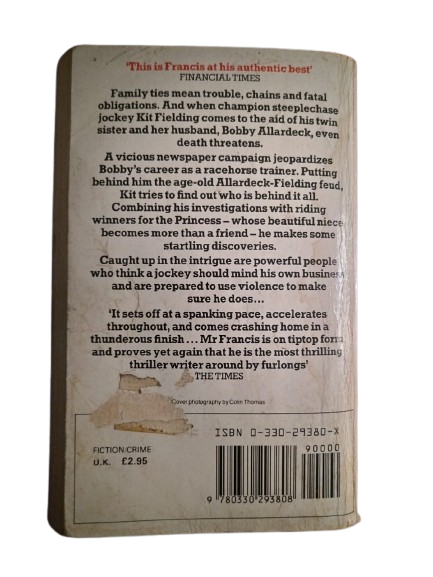 'This is Francis at his authentic best'
FINANCIAL TIMES
Family ties mean trouble, chains and fatal
obligations. And when champion steeplechase
jockey Kit Fielding comes to the aid of his twin
sister and her husband, Bobby Allardeck, even
death threatens.
A vicious newspaper campaign jeopardizes
Bobby's career as a racehorse trainer. Putting
behind him the age-old Allardeck-Fielding feud,
Kit tries to find out who is behind it all.
Combining his investigations with riding
winners for the Princess – whose beautiful niece
becomes more than a friend – he makes some
startling discoveries.
Caught up in the intrigue are powerful people
who think a jockey should mind his own business
and are prepared to use violence to make
sure he does...
'It sets off at a spanking pace, accelerates
throughout, and comes crashing home in a
thunderous finish... Mr Francis is on tiptop form
and proves yet again that he is the most thrilling
thriller writer around by furlongs'
THE TIMES
Cover photography by Colin Thomas
ISBN 0-330-29380-X
90000
FICTION/CRIME
U.K. £2.95
9 780330 293808